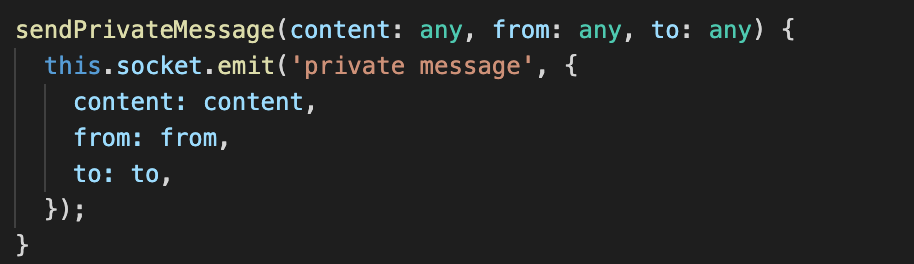 sendPrivateMessage(content: any, from: any, to: any) {
this.socket.emit('private message', {
content: content,
from: from,
to: to,
});
}